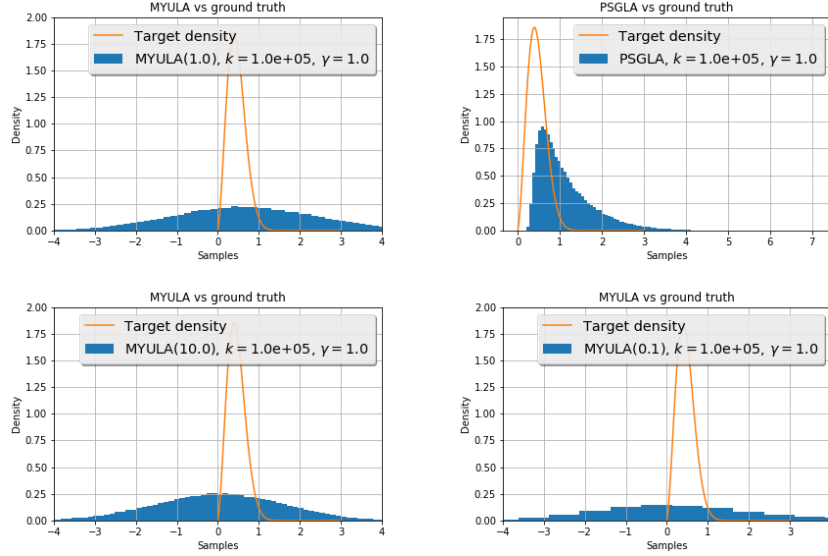 MYULA vs ground truth
2.00
1.75
1.50
1.25
1.00
0.75
0.50
0.25
0.00
Density
Target density
MYULA(1.0), k = 1.0e+05, γ = 1.0
−4 −3 −2 −1 0 1 2 3 4
Samples
PSGLA vs ground truth
1.75
1.50
1.25
1.00
0.75
0.50
0.25
0.00
Density
Target density
PSGLA, k = 1.0e+05, γ = 1.0
0 1 2 3 4 5 6 7
Samples
MYULA vs ground truth
2.00
1.75
1.50
1.25
1.00
0.75
0.50
0.25
0.00
Density
Target density
MYULA(10.0), k = 1.0e+05, γ = 1.0
−4 −3 −2 −1 0 1 2 3 4
Samples
MYULA vs ground truth
2.00
1.75
1.50
1.25
1.00
0.75
0.50
0.25
0.00
Density
Target density
MYULA(0.1), k = 1.0e+05, γ = 1.0
−4 −3 −2 −1 0 1 2 3
Samples